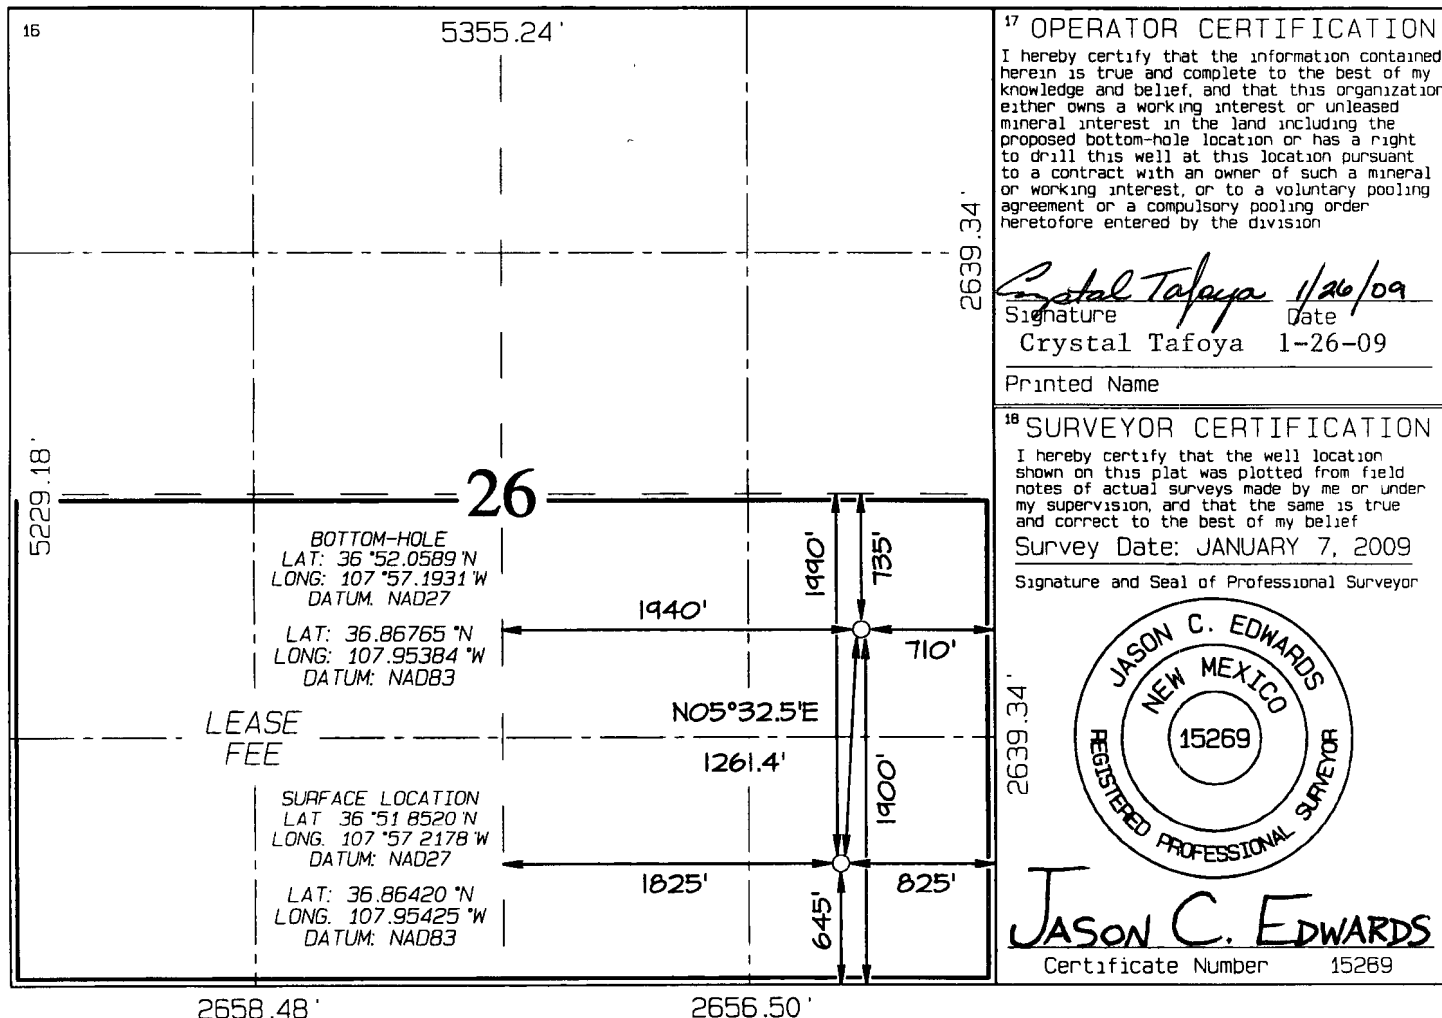 16
5355.24'
2639.34'
5229.18'
26
BOTTOM-HOLE
LAT: 36°52.0589'N
LONG: 107°57.1931'W
DATUM. NAD27
LAT: 36.86765°N
LONG: 107.95384°W
DATUM: NAD83
LEASE
FEE
SURFACE LOCATION
LAT 36°51 8520'N
LONG. 107°57 2178'W
DATUM: NAD27
LAT: 36.86420°N
LONG. 107.95425°W
DATUM: NAD83
1990'
735'
1940'
710'
N05°32.5'E
1261.4'
1900'
1825'
825'
645'
2639.34'
2658.48'
2656.50'
17 OPERATOR CERTIFICATION
I hereby certify that the information contained
herein is true and complete to the best of my
knowledge and belief, and that this organization
either owns a working interest or unleased
mineral interest in the land including the
proposed bottom-hole location or has a right
to drill this well at this location pursuant
to a contract with an owner of such a mineral
or working interest, or to a voluntary pooling
agreement or a compulsory pooling order
heretofore entered by the division
Crystal Tafoya 1/26/09
Signature Date
Crystal Tafoya 1-26-09
Printed Name
18 SURVEYOR CERTIFICATION
I hereby certify that the well location
shown on this plat was plotted from field
notes of actual surveys made by me or under
my supervision, and that the same is true
and correct to the best of my belief
Survey Date: JANUARY 7, 2009
Signature and Seal of Professional Surveyor
JASON C. EDWARDS
NEW MEXICO
15269
REGISTERED PROFESSIONAL SURVEYOR
JASON C. EDWARDS
Certificate Number 15269